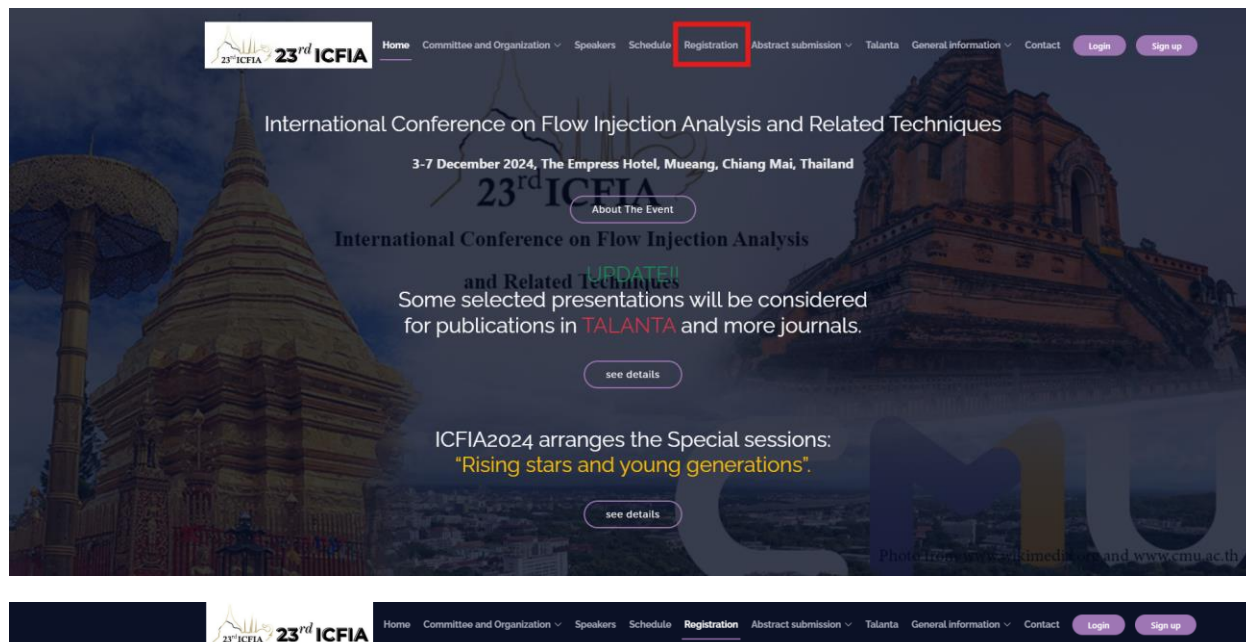 23rd ICFIA 23rd ICFIA Home Committee and Organization Speakers Schedule Registration Abstract submission Talanta General information Contact Login Sign up
International Conference on Flow Injection Analysis and Related Techniques
3-7 December 2024, The Empress Hotel, Mueang, Chiang Mai, Thailand
23rd ICFIA
About The Event
International Conference on Flow Injection Analysis
UPDATE!!
and Related Techniques
Some selected presentations will be considered
for publications in TALANTA and more journals.
see details
ICFIA2024 arranges the Special sessions:
“Rising stars and young generations”.
see details
CMU
Photo from www.wikimedia.org and www.cmu.ac.th
23rd ICFIA 23rd ICFIA Home Committee and Organization Speakers Schedule Registration Abstract submission Talanta General information Contact Login Sign up